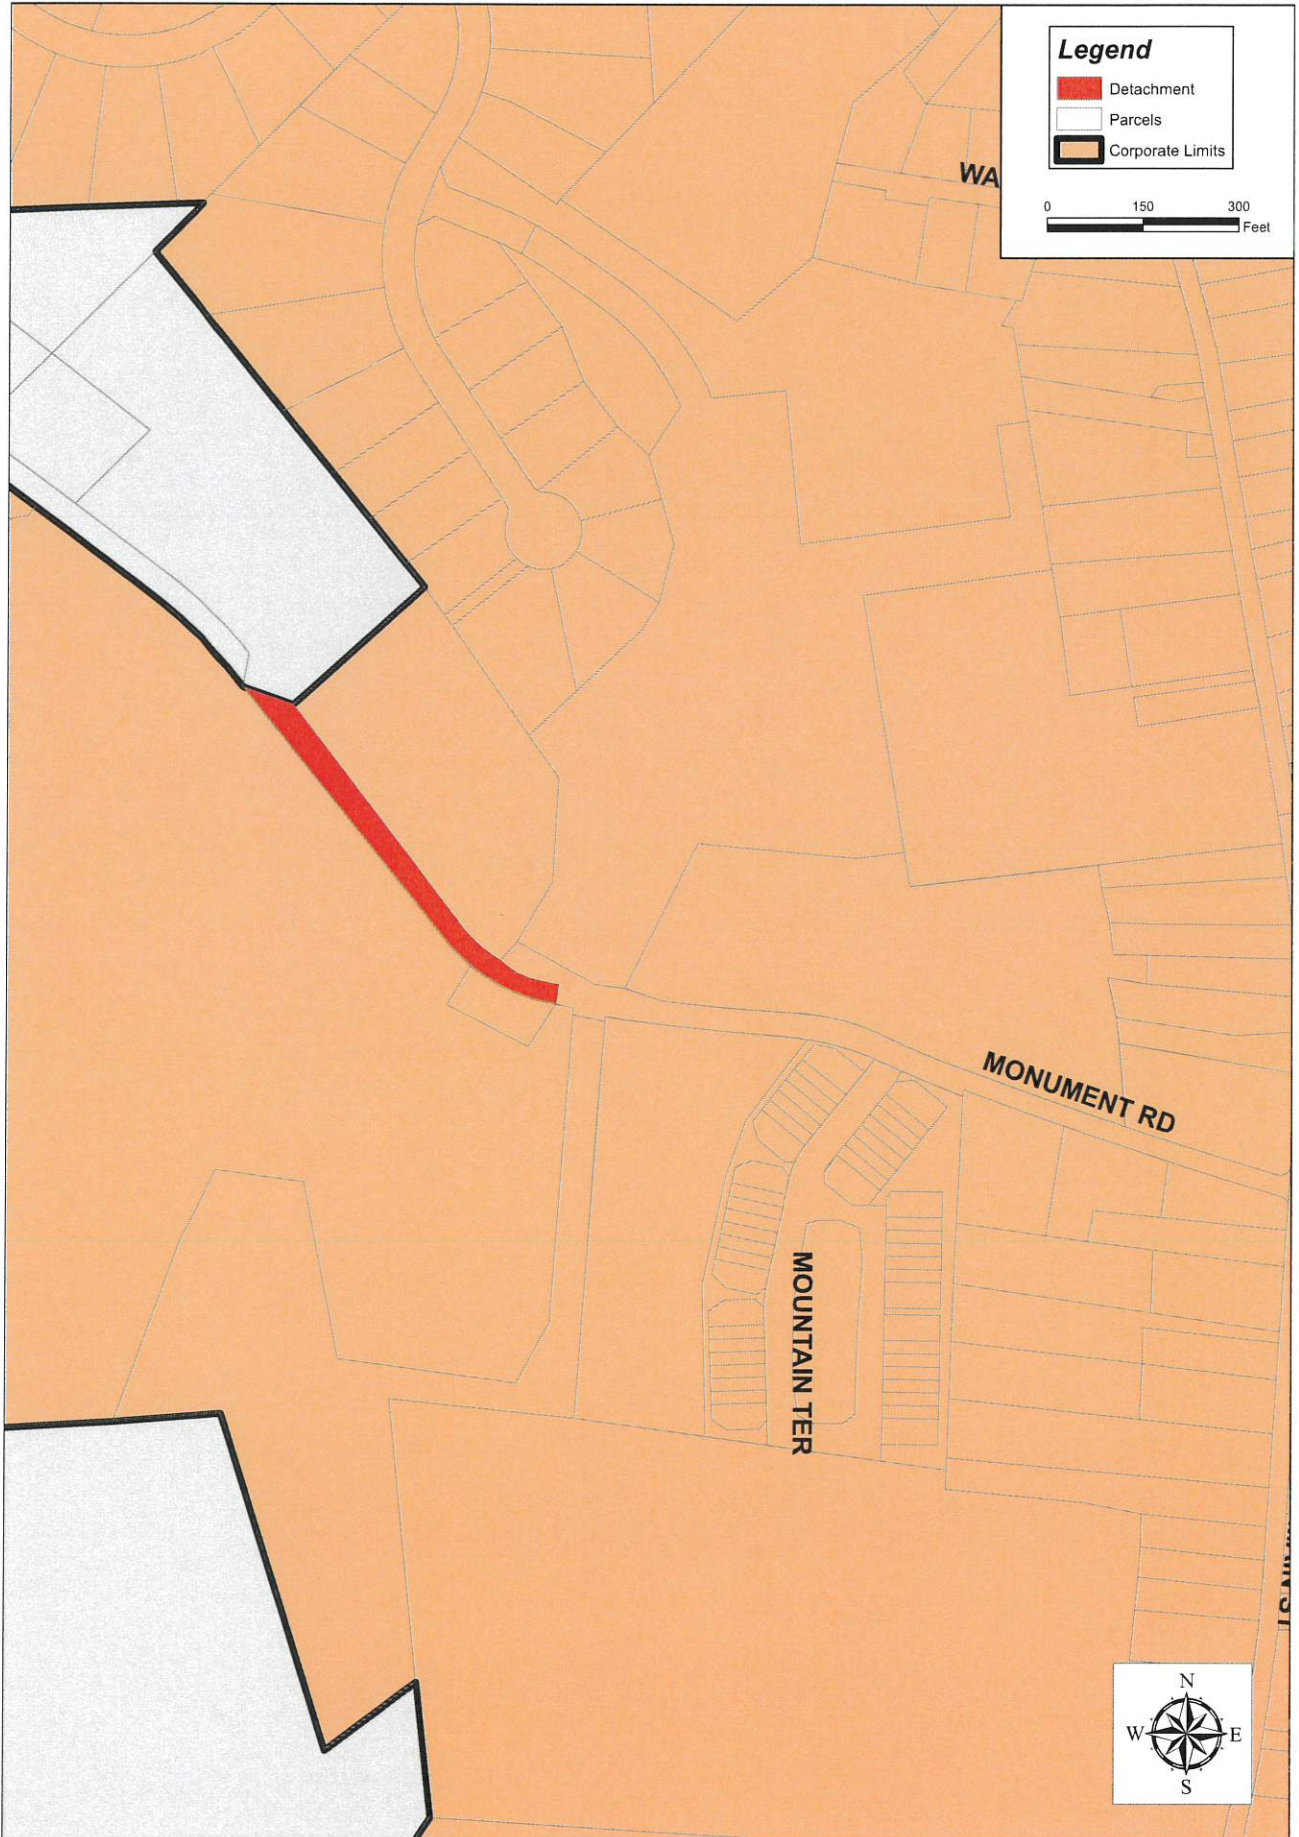 Legend
Detachment
Parcels
Corporate Limits
0 150 300
Feet
WA
MONUMENT RD
MOUNTAIN TER
N
W E
S